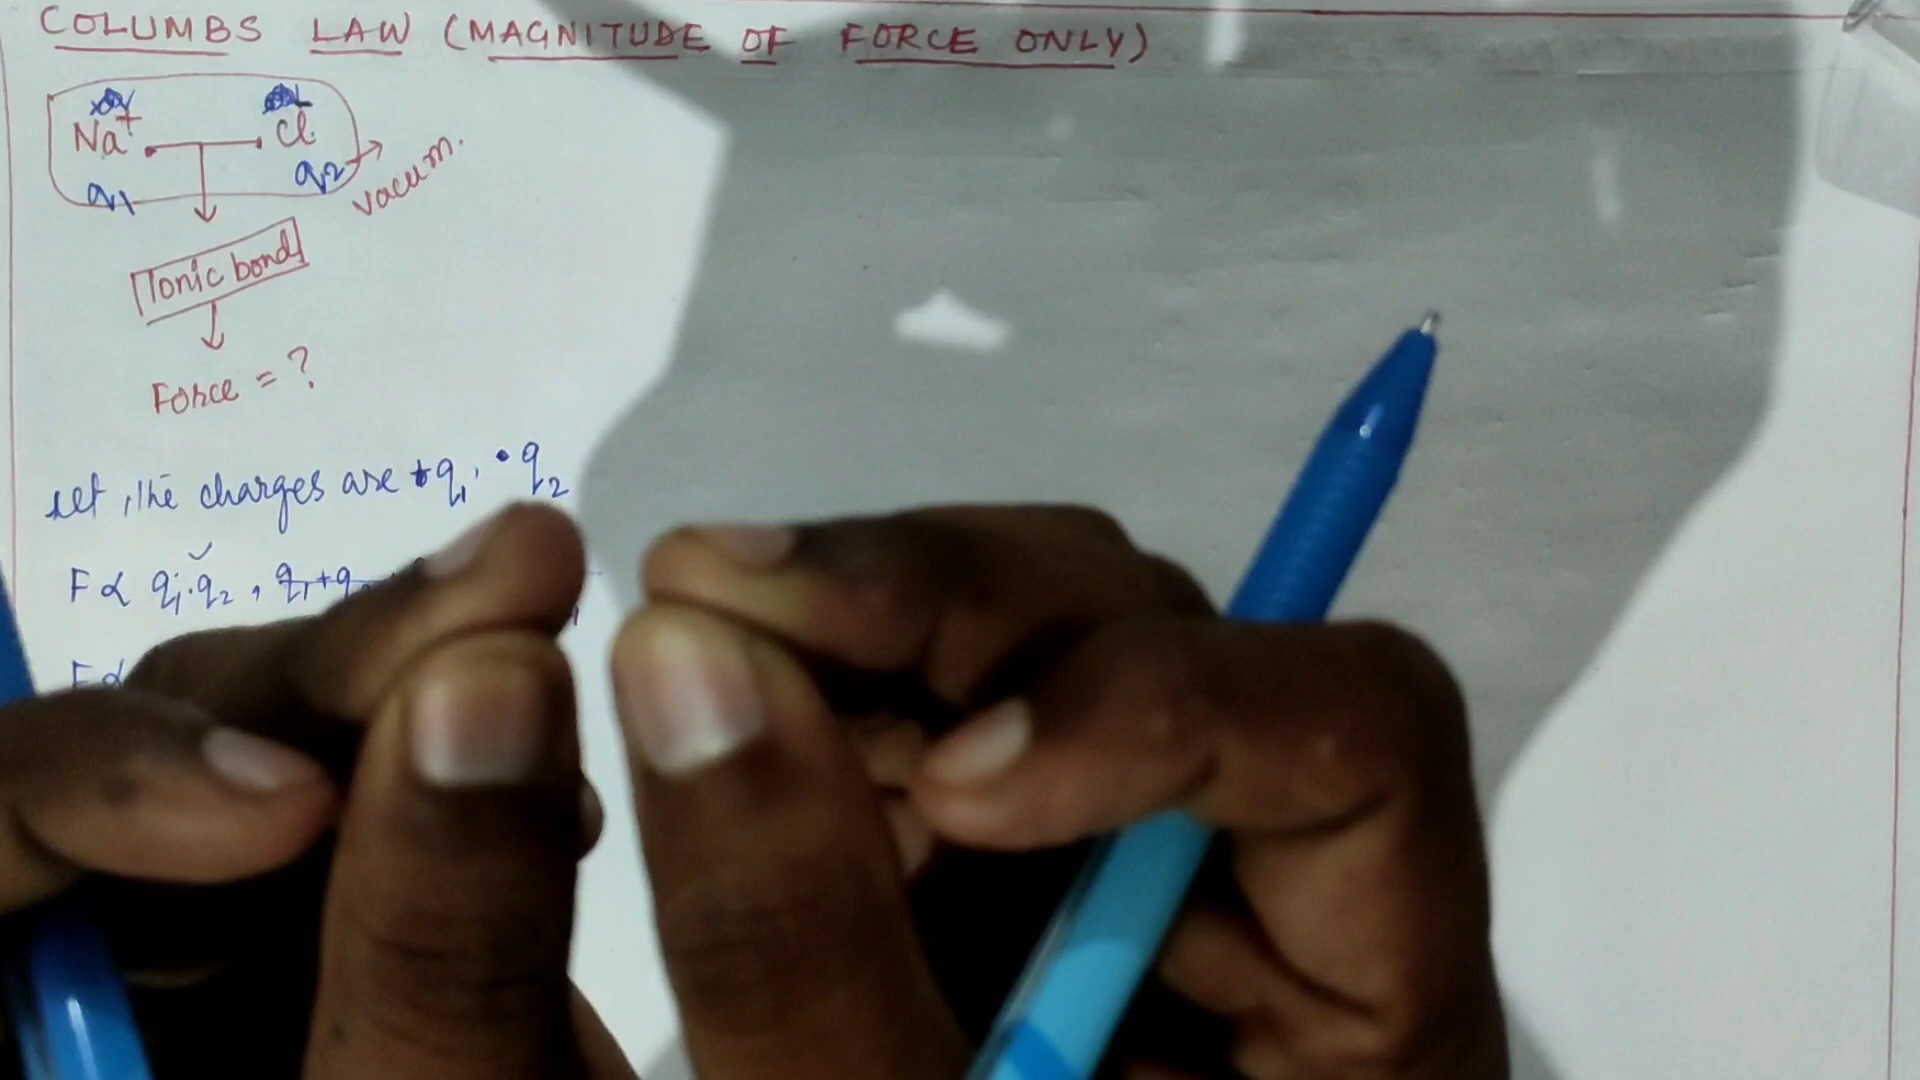 COLUMBS LAW (MAGNITUDE OF FORCE ONLY)
Na+ Cl
q1 q2
vacum.
Ionic bond
Force = ?
let, the charges are q1, q2
F∝ q1.q2, q1+q
F∝